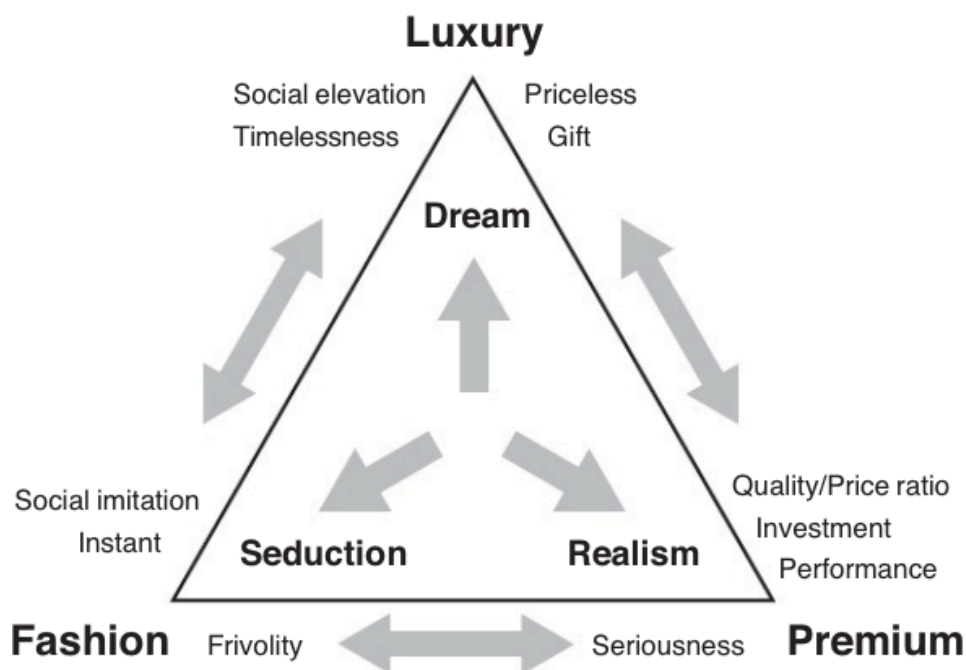 Luxury
Social elevation
Priceless
Timelessness
Gift
Dream
Social imitation
Instant
Quality/Price ratio
Investment
Performance
Seduction
Realism
Fashion
Frivolity
Seriousness
Premium